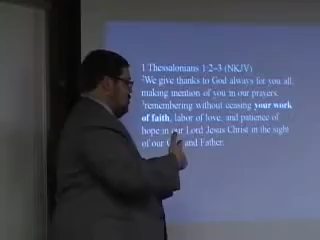 1 Thessalonians 1:2–3 (NKJV)
²We give thanks to God always for you all,
making mention of you in our prayers,
³remembering without ceasing your work
of faith, labor of love, and patience of
hope in our Lord Jesus Christ in the sight
of our and Father.